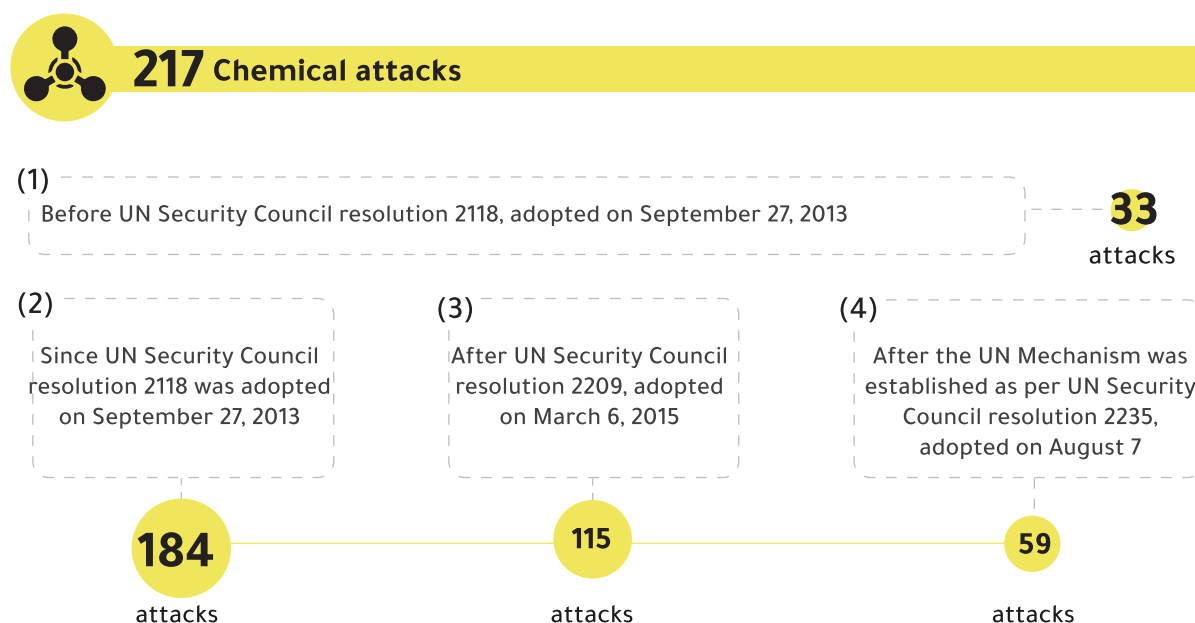 217 Chemical attacks
(1)
Before UN Security Council resolution 2118, adopted on September 27, 2013
33
attacks
(2)
Since UN Security Council
resolution 2118 was adopted
on September 27, 2013
184
attacks
(3)
After UN Security Council
resolution 2209, adopted
on March 6, 2015
115
attacks
(4)
After the UN Mechanism was
established as per UN Security
Council resolution 2235,
adopted on August 7
59
attacks